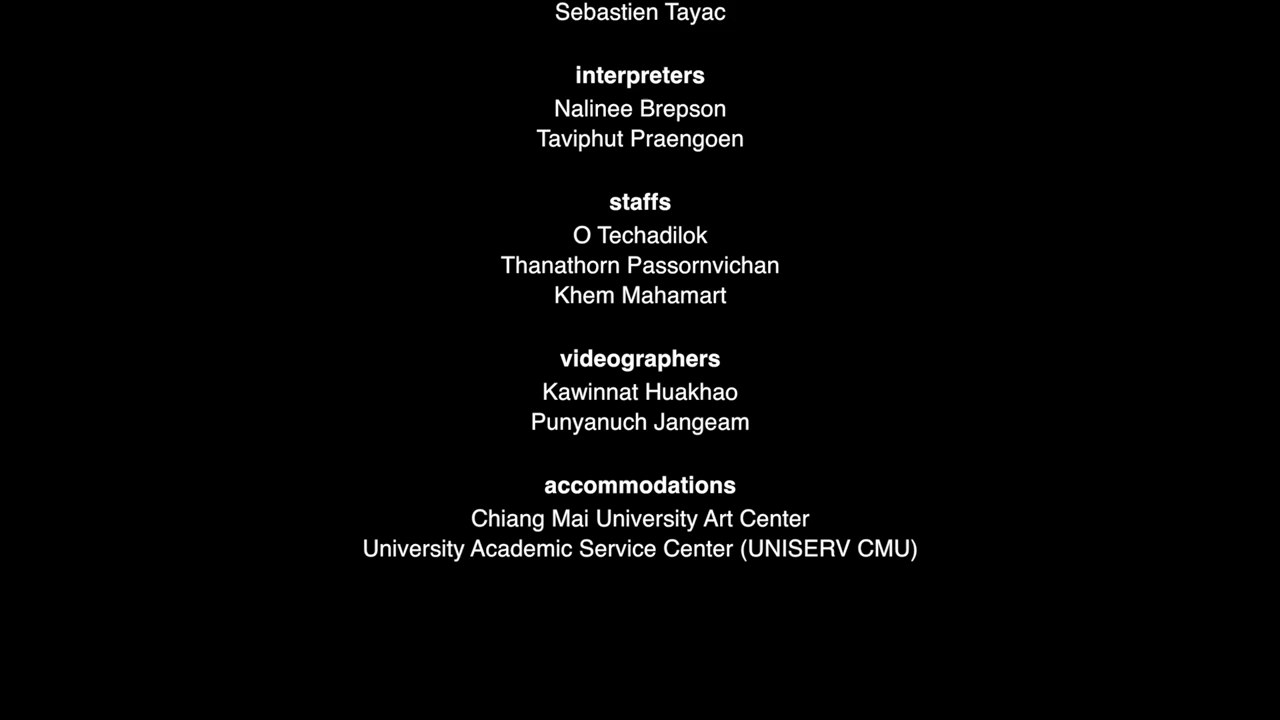 Sebastien Tayac
interpreters
Nalinee Brepson
Taviphut Praengoen
staffs
O Techadilok
Thanathorn Passornvichan
Khem Mahamart
videographers
Kawinnat Huakhao
Punyanuch Jangeam
accommodations
Chiang Mai University Art Center
University Academic Service Center (UNISERV CMU)